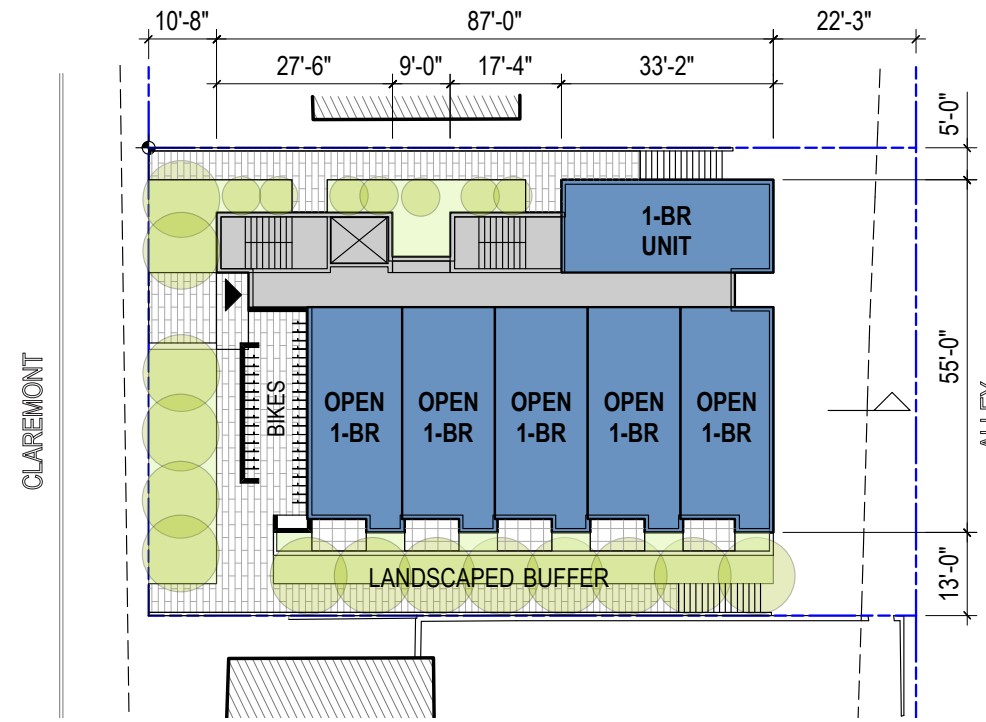 10'-8"
87'-0"
22'-3"
27'-6"
9'-0"
17'-4"
33'-2"
5'-0"
1-BR
UNIT
CLAREMONT
BIKES
OPEN
1-BR
OPEN
1-BR
OPEN
1-BR
OPEN
1-BR
OPEN
1-BR
55'-0"
ALLEY
LANDSCAPED BUFFER
13'-0"